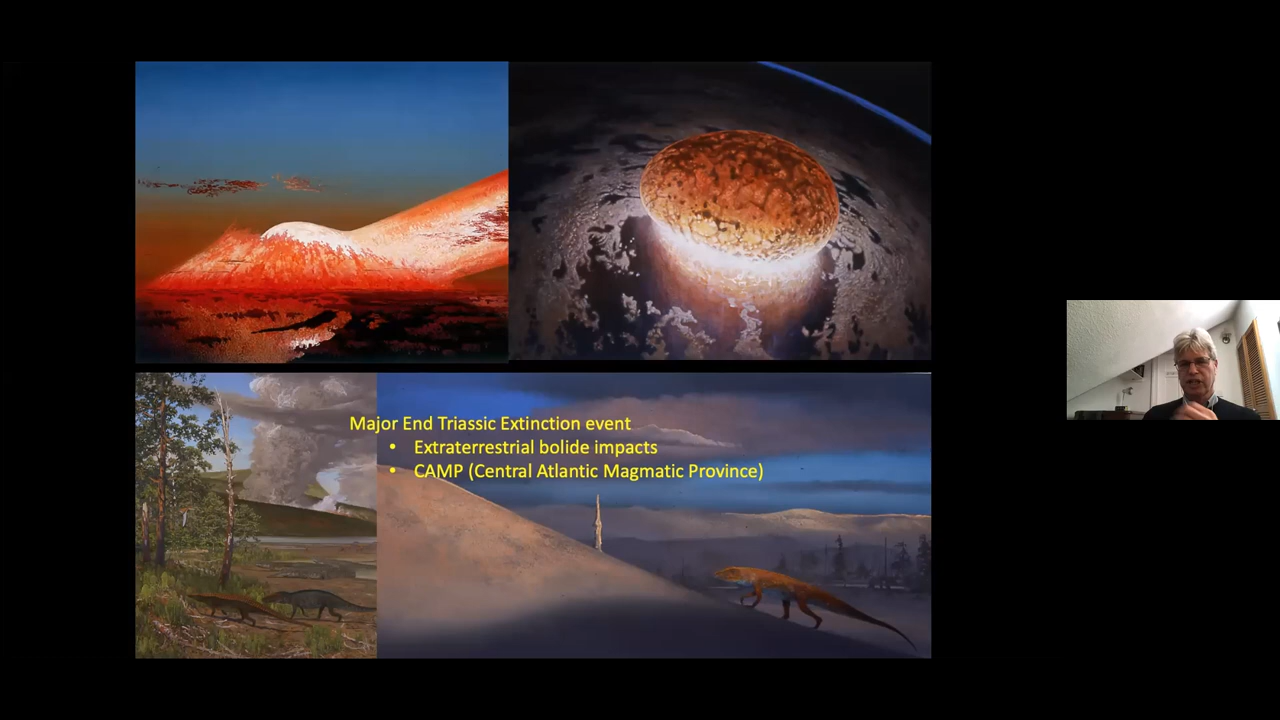 Major End Triassic Extinction event
• Extraterrestrial bolide impacts
• CAMP (Central Atlantic Magmatic Province)